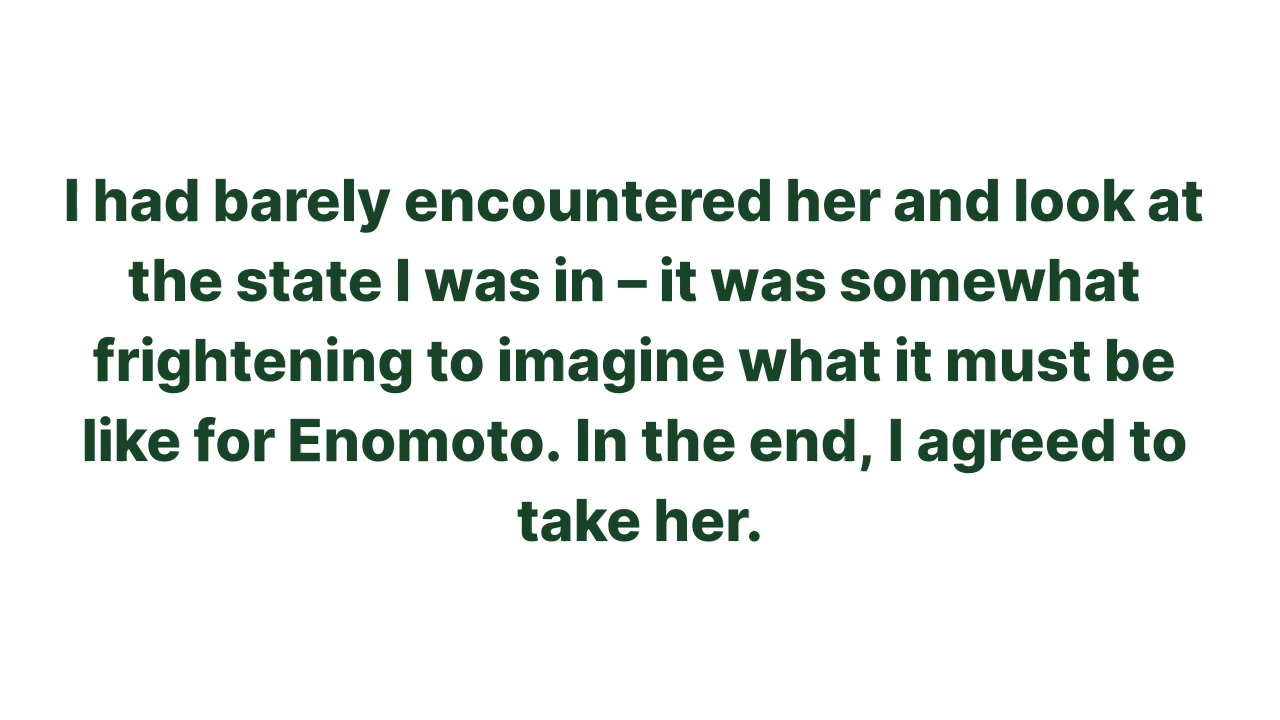 I had barely encountered her and look at
the state I was in – it was somewhat
frightening to imagine what it must be
like for Enomoto. In the end, I agreed to
take her.